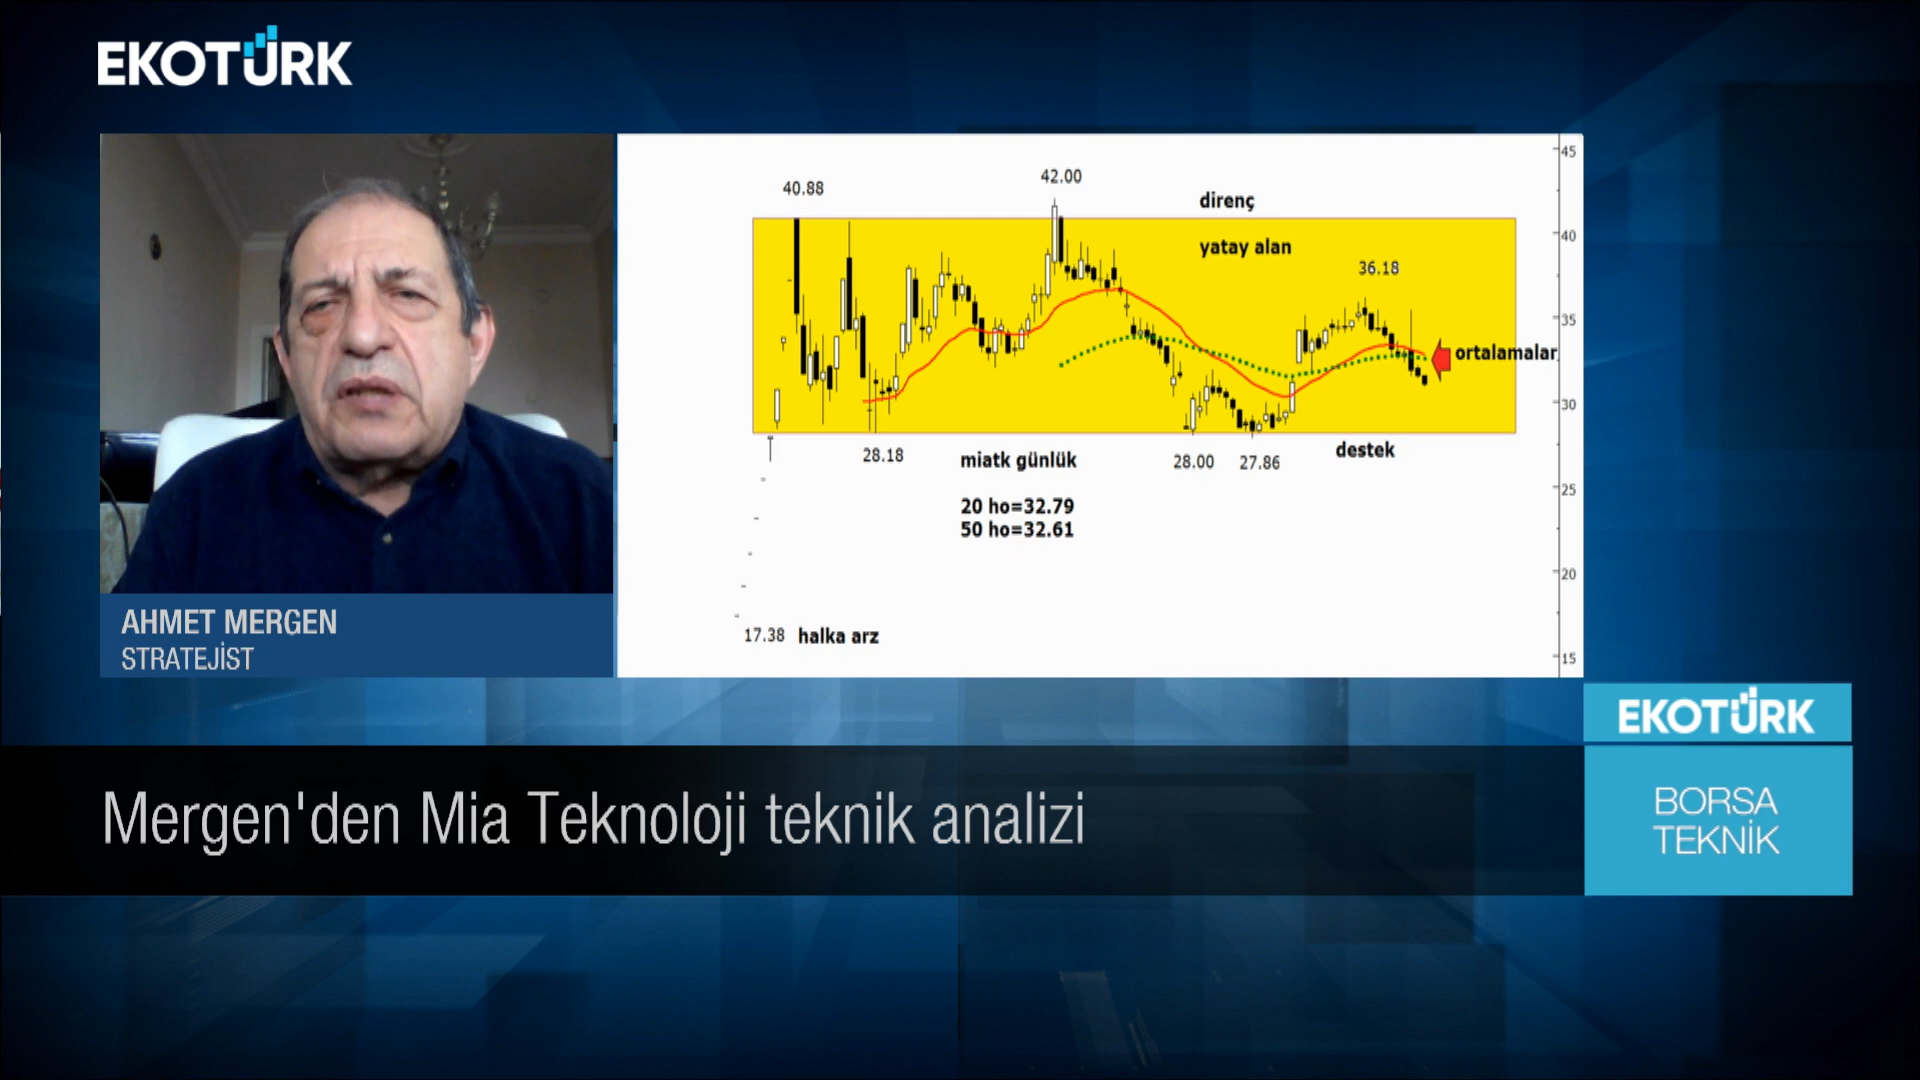 EKOTÜRK
40.88
42.00
direnç
yatay alan
36.18
ortalamalar
28.18
miatk günlük
28.00
27.86
destek
20 ho=32.79
50 ho=32.61
17.38 halka arz
45
40
35
30
25
20
15
AHMET MERGEN
STRATEJİST
EKOTÜRK
Mergen'den Mia Teknoloji teknik analizi
BORSA
TEKNİK